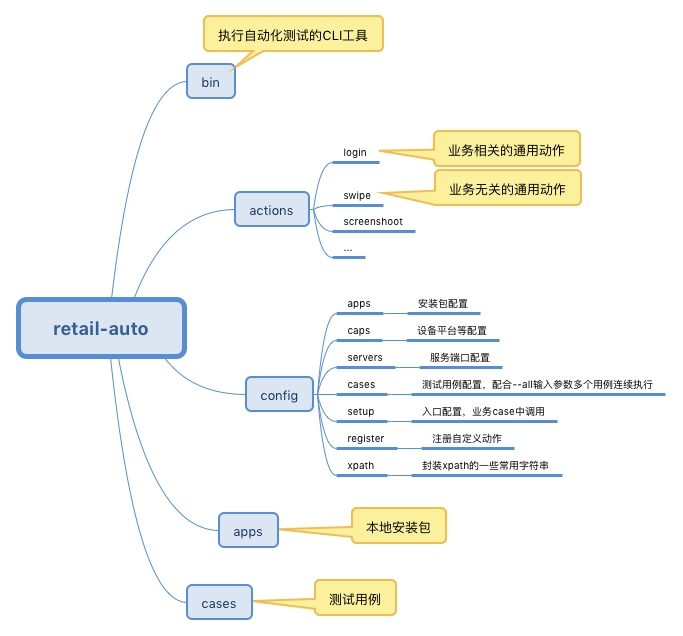 执行自动化测试的CLI工具
bin
login
业务相关的通用动作
swipe
业务无关的通用动作
actions
screenshoot
...
retail-auto
apps
安装包配置
caps
设备平台等配置
servers
服务端口配置
cases
测试用例配置，配合--all输入参数多个用例连续执行
config
setup
入口配置，业务case中调用
register
注册自定义动作
xpath
封装xpath的一些常用字符串
apps
本地安装包
cases
测试用例